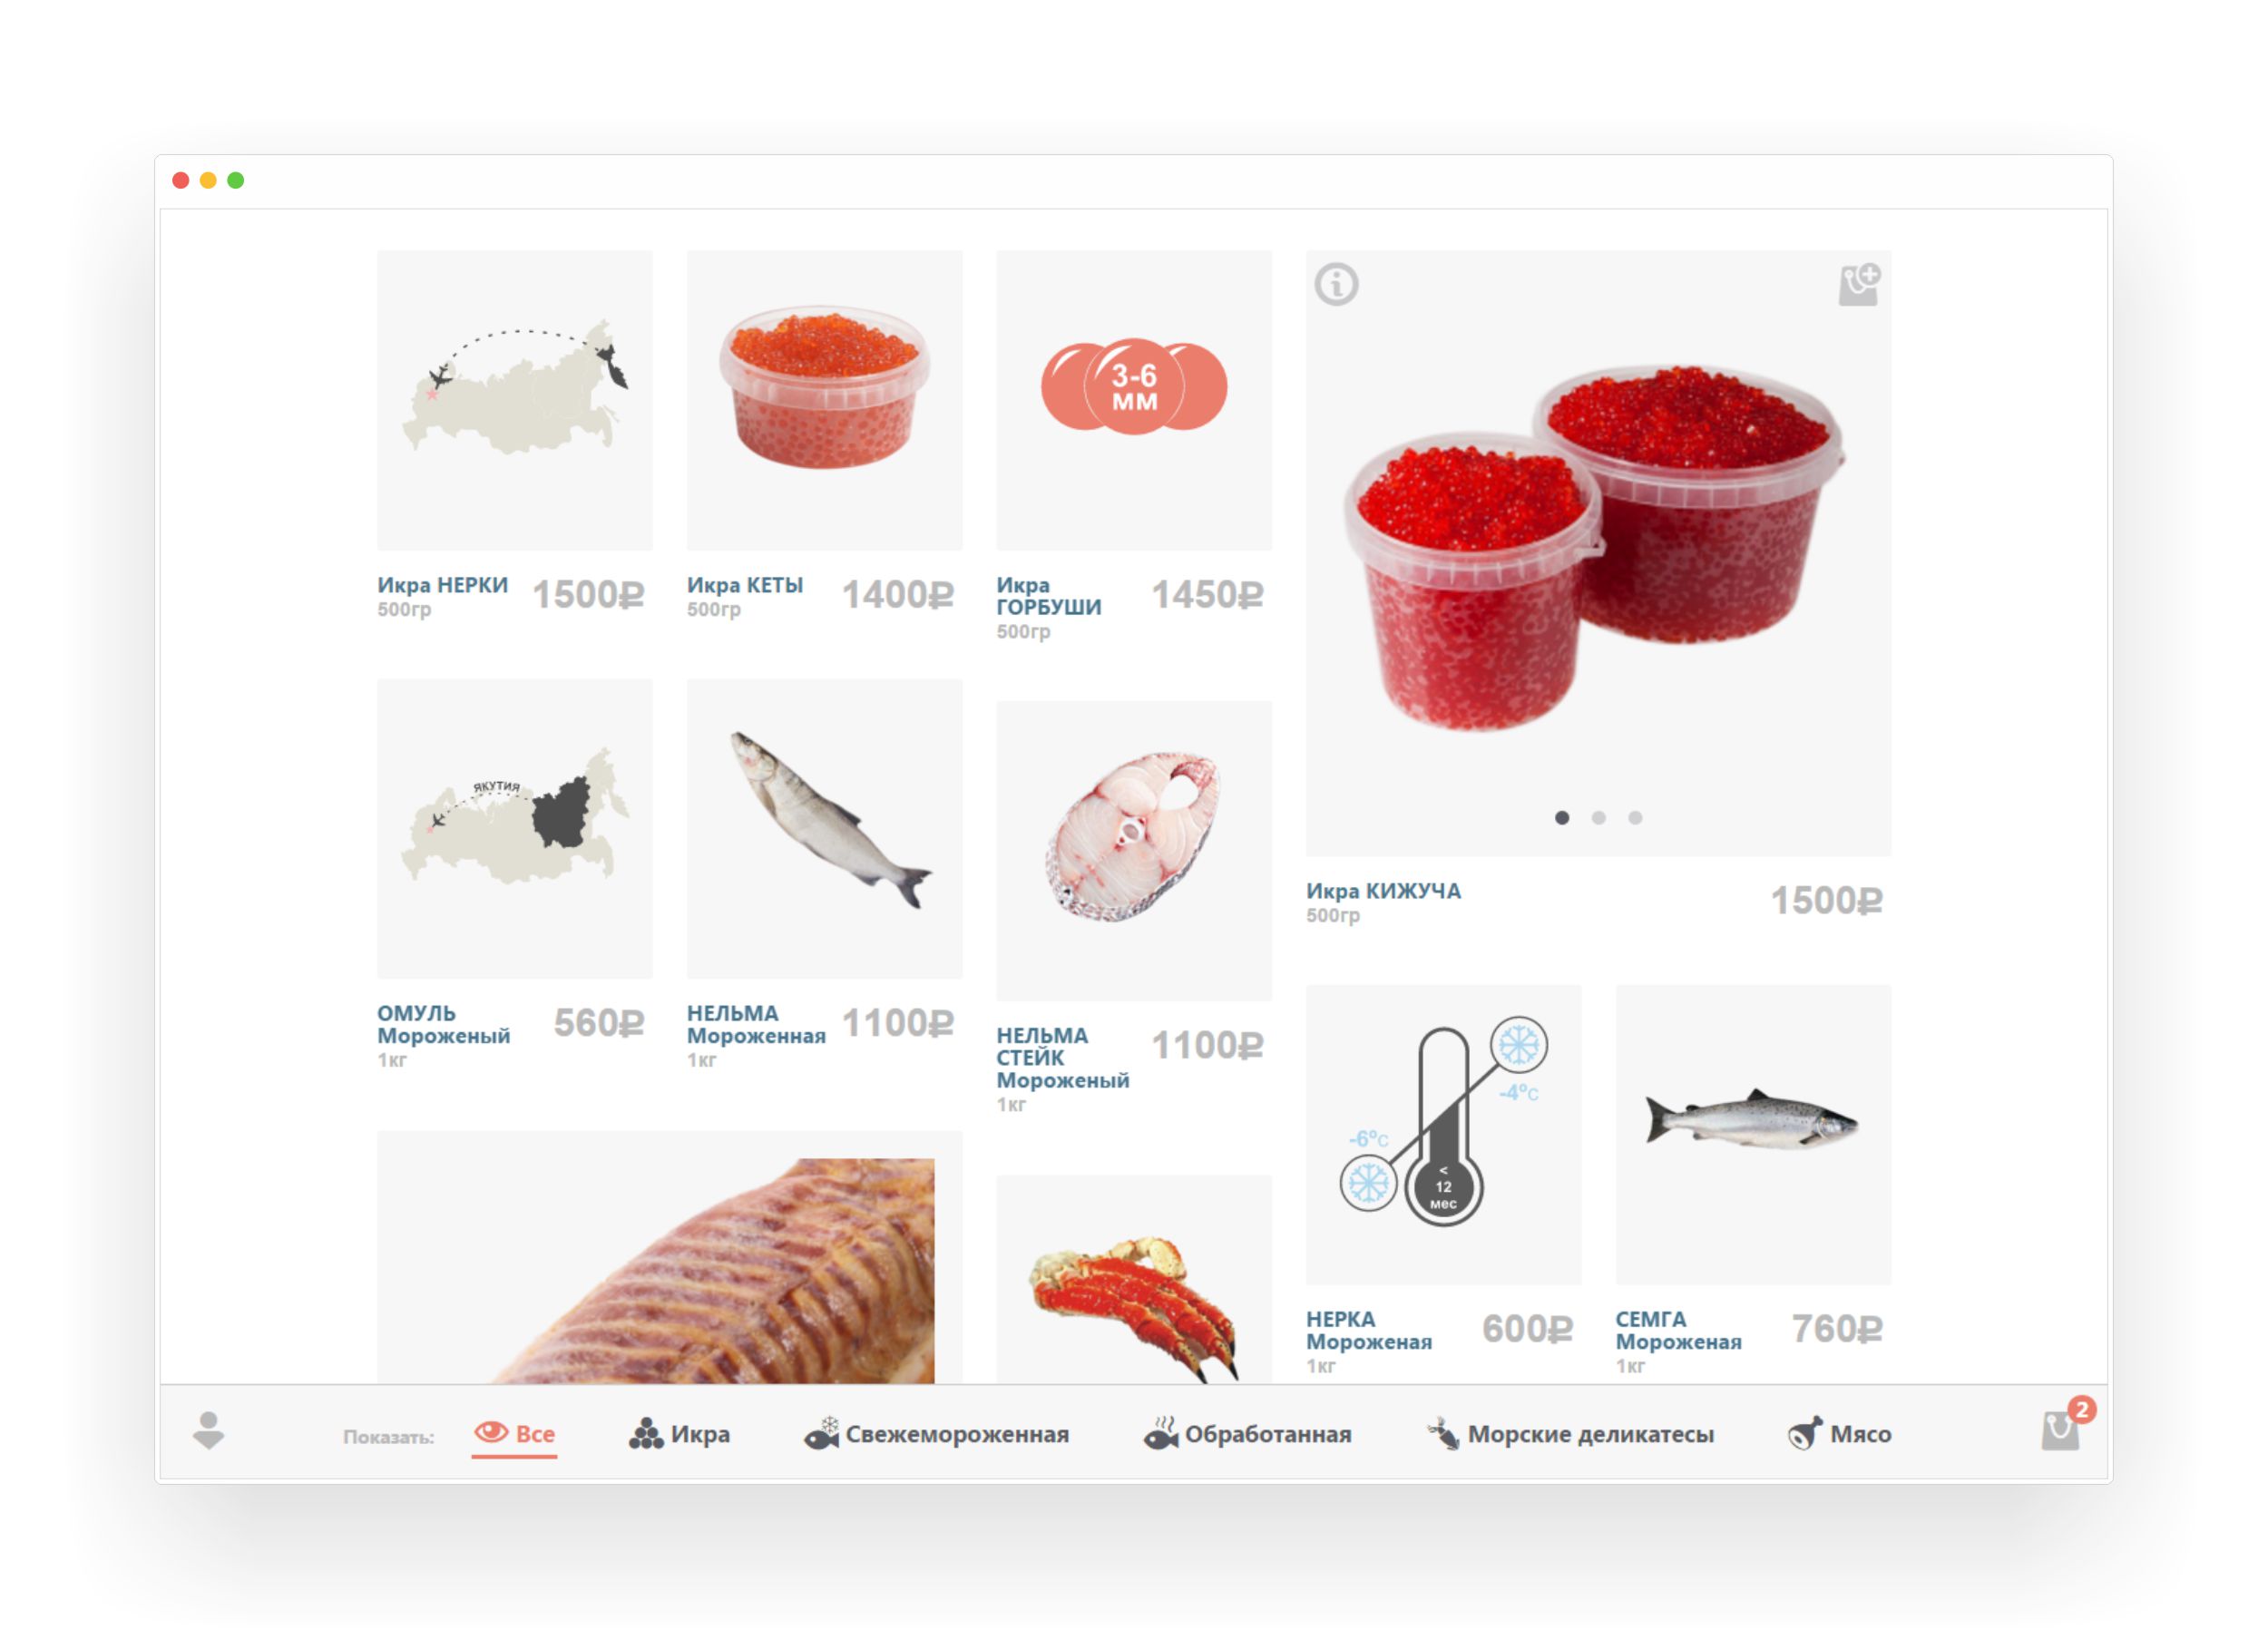 3-6
ММ
Икра НЕРКИ
500гр
1500₽
Икра КЕТЫ
500гр
1400₽
Икра
ГОРБУШИ
500гр
1450₽
Икра КИЖУЧА
500гр
1500₽
ЯКУТИЯ
ОМУЛЬ
Мороженый
1кг
560₽
НЕЛЬМА
Мороженная
1кг
1100₽
НЕЛЬМА
СТЕЙК
Мороженый
1кг
1100₽
-4°С
-6°С
<
12
мес
НЕРКА
Мороженая
1кг
600₽
СЕМГА
Мороженая
1кг
760₽
Показать:
Все
Икра
Свежемороженная
Обработанная
Морские деликатесы
Мясо
2